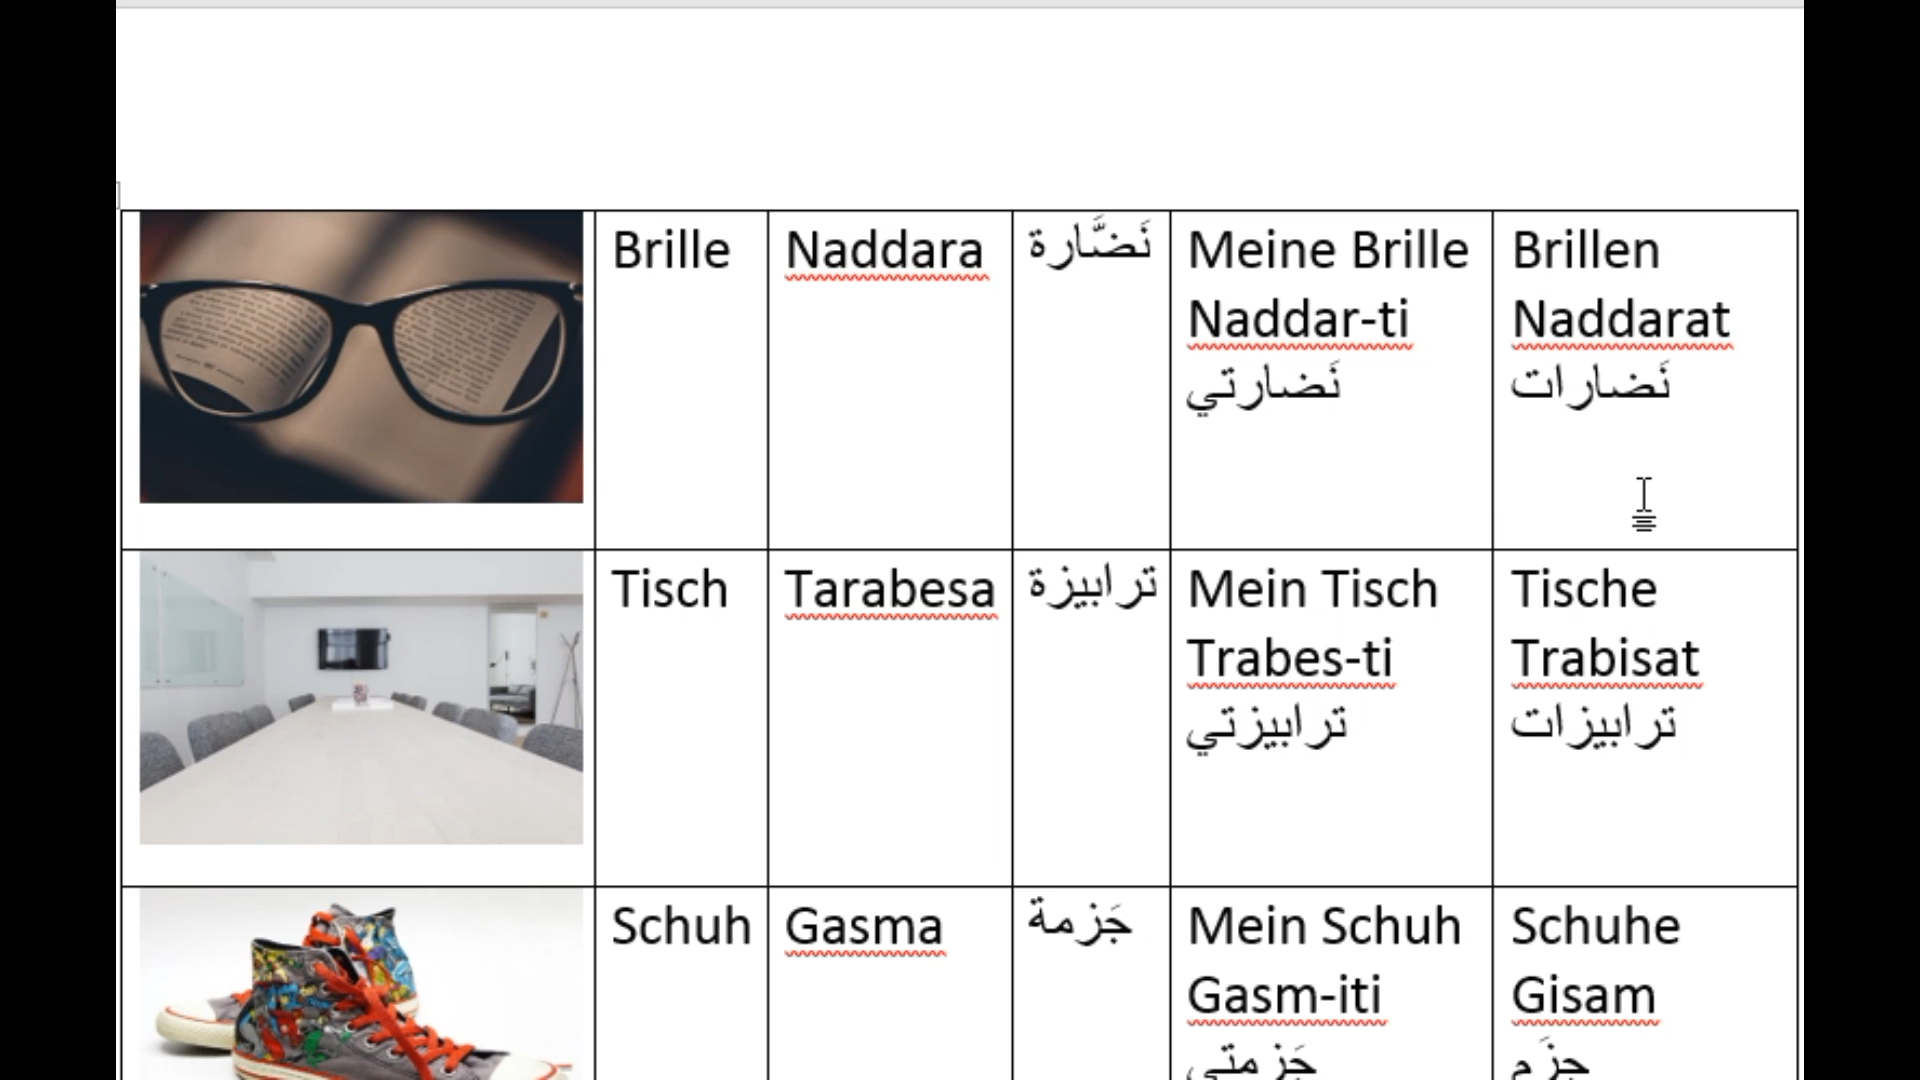 Brille
Naddara
نَضَّارة
Meine Brille
Naddar-ti
نَضارتي
Brillen
Naddarat
نَضارات
Tisch
Tarabesa
ترابيزة
Mein Tisch
Trabes-ti
ترابيزتي
Tische
Trabisat
ترابيزات
Schuh
Gasma
جَزمة
Mein Schuh
Gasm-iti
جَزمتي
Schuhe
Gisam
جِزَم